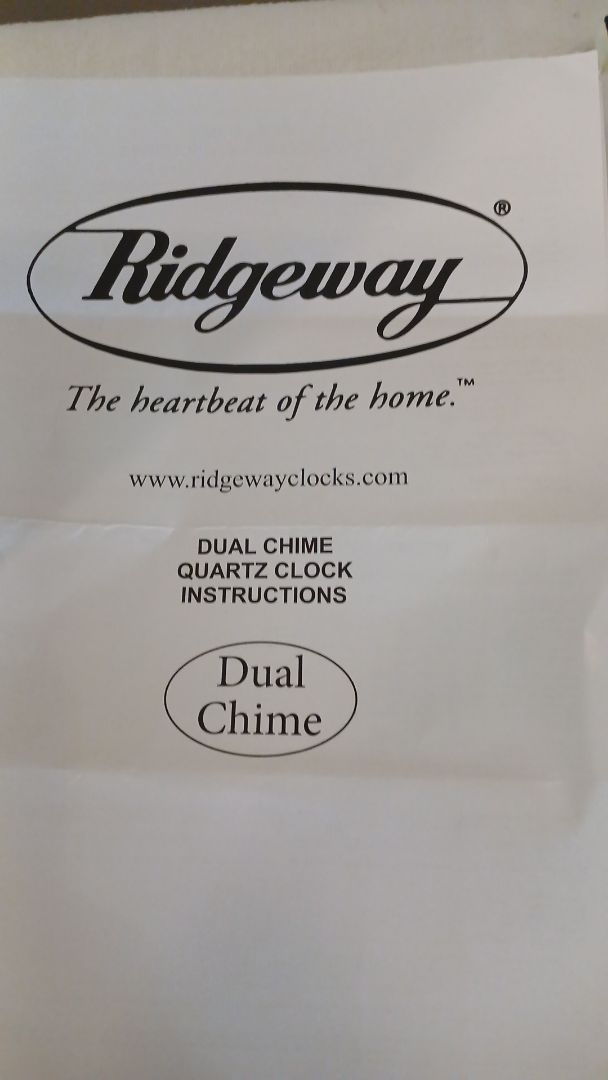 Ridgeway®
The heartbeat of the home.™
www.ridgewayclocks.com
DUAL CHIME
QUARTZ CLOCK
INSTRUCTIONS
Dual
Chime